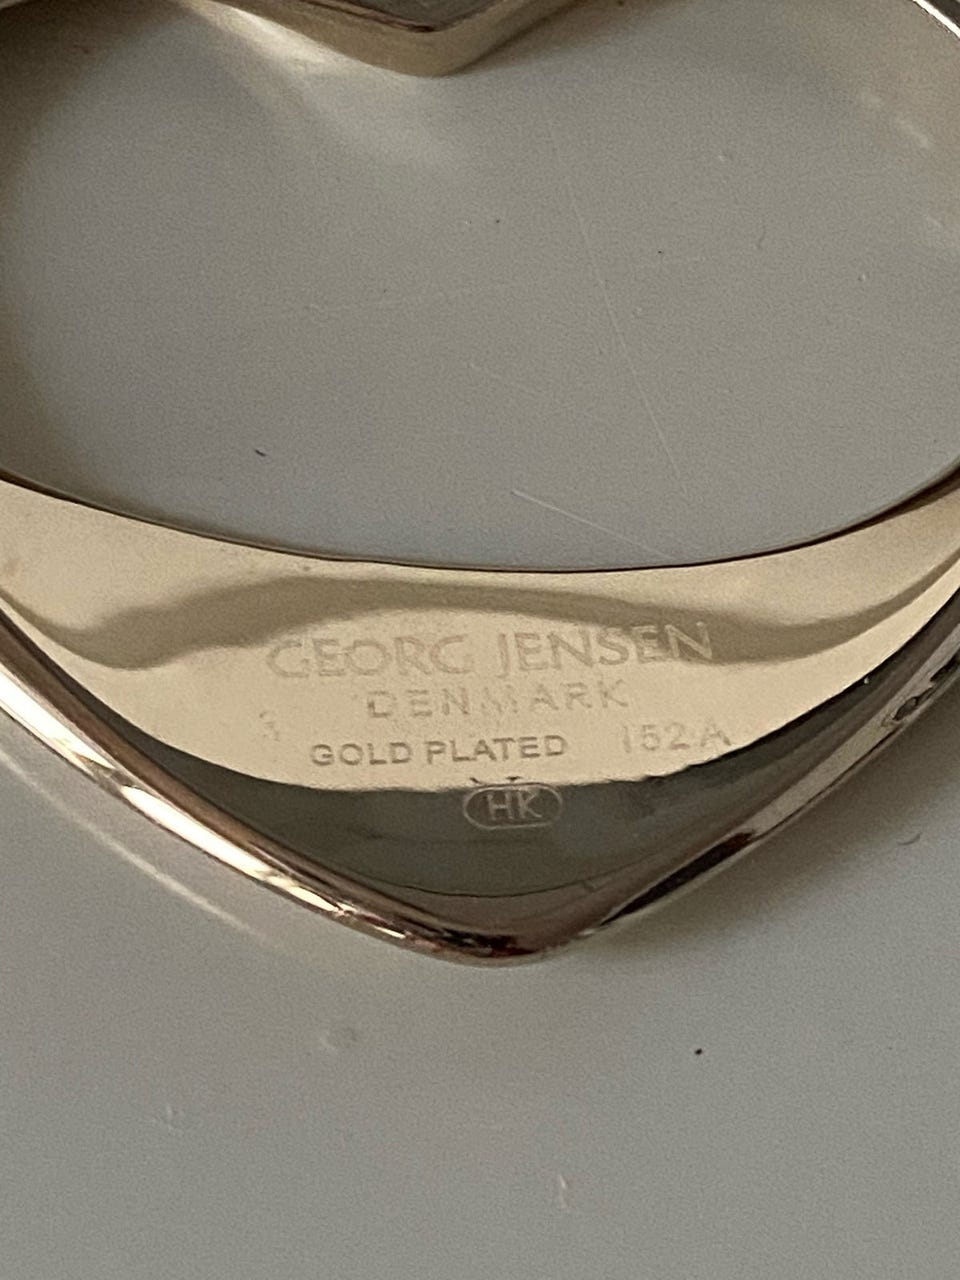 GEORG JENSEN
DENMARK
3 GOLD PLATED 152 A
HK